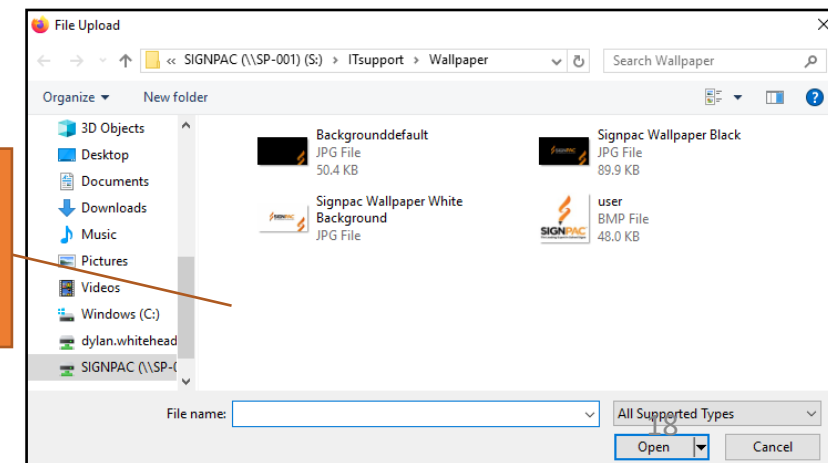 File Upload
« SIGNPAC (\\SP-001) (S:) › ITsupport › Wallpaper
Search Wallpaper
Organize
New folder
3D Objects
Desktop
Documents
Downloads
Music
Pictures
Videos
Windows (C:)
dylan.whitehead
SIGNPAC (\\SP-0
Backgrounddefault
JPG File
50.4 KB
Signpac Wallpaper Black
JPG File
89.9 KB
Signpac Wallpaper White
Background
JPG File
SIGNPAC
user
BMP File
48.0 KB
File name:
All Supported Types
18
Open
Cancel